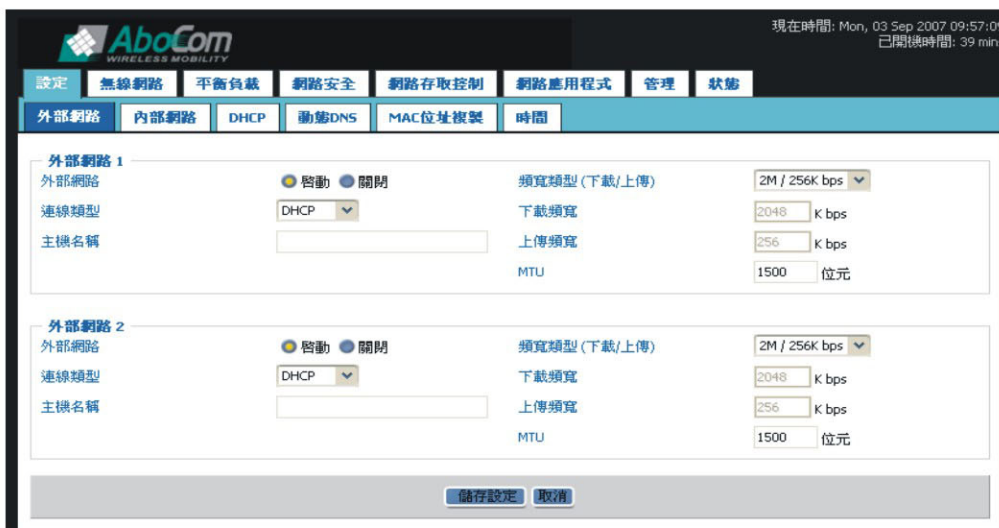 現在時間: Mon, 03 Sep 2007 09:57:09
已開機時間: 39 mins
AboCom
WIRELESS MOBILITY
設定 無線網路 平衡負載 網路安全 網路存取控制 網路應用程式 管理 狀態
外部網路 內部網路 DHCP 動態DNS MAC位址複製 時間
外部網路 1
外部網路 啓動 關閉 頻寬類型 (下載/上傳) 2M / 256K bps
連線類型 DHCP 下載頻寬 2048 K bps
主機名稱 上傳頻寬 256 K bps
MTU 1500 位元
外部網路 2
外部網路 啓動 關閉 頻寬類型 (下載/上傳) 2M / 256K bps
連線類型 DHCP 下載頻寬 2048 K bps
主機名稱 上傳頻寬 256 K bps
MTU 1500 位元
儲存設定 取消